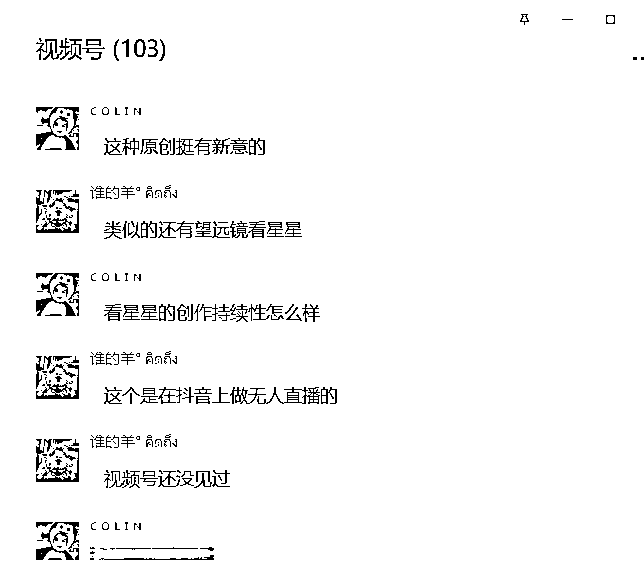 视频号 (103)
COLIN
这种原创挺有新意的
谁的羊° คิดถึง
类似的还有望远镜看星星
COLIN
看星星的创作持续性怎么样
谁的羊° คิดถึง
这个是在抖音上做无人直播的
谁的羊° คิดถึง
视频号还没见过
COLIN